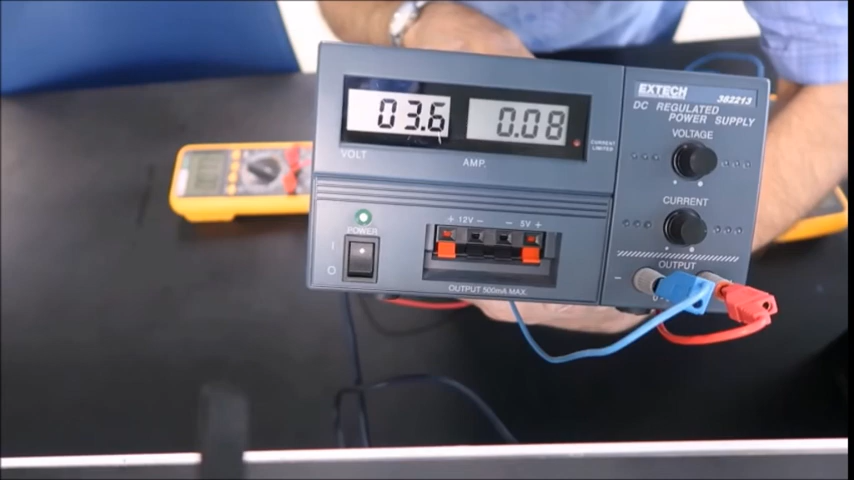 EXTECH
382213
DC REGULATED
POWER SUPPLY
03.6
0.08
VOLT
AMP.
CURRENT
LIMITER
VOLTAGE
CURRENT
POWER
I
O
+ 12V − − 5V +
OUTPUT 500mA MAX.
OUTPUT
− +